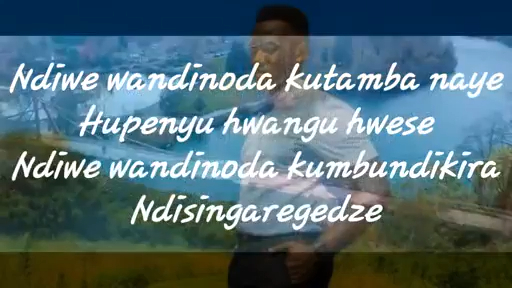 Ndiwe wandinoda kutamba naye
Hupenyu hwangu hwese
Ndiwe wandinoda kumbundikira
Ndisingaregedze